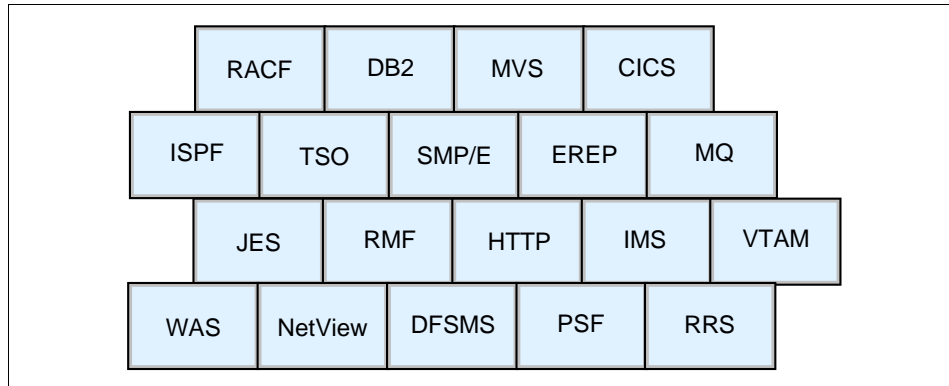 RACF DB2 MVS CICS
ISPF TSO SMP/E EREP MQ
JES RMF HTTP IMS VTAM
WAS NetView DFSMS PSF RRS